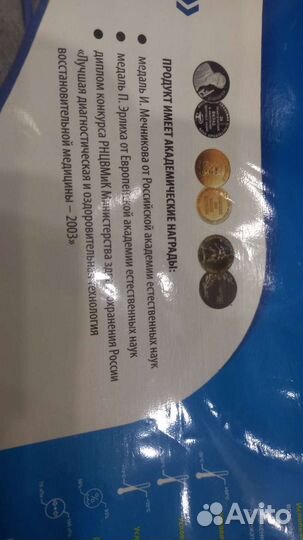 ПРОДУКТ ИМЕЕТ АКАДЕМИЧЕСКИЕ НАГРАДЫ:
● медаль И. Мечникова от Российской академии естественных наук
● медаль П. Эрлиха от Европейской академии естественных наук
● диплом конкурса РНЦВМиК Министерства здравоохранения России
«Лучшая диагностическая и оздоровительная технология
восстановительной медицины – 2003»
Avito